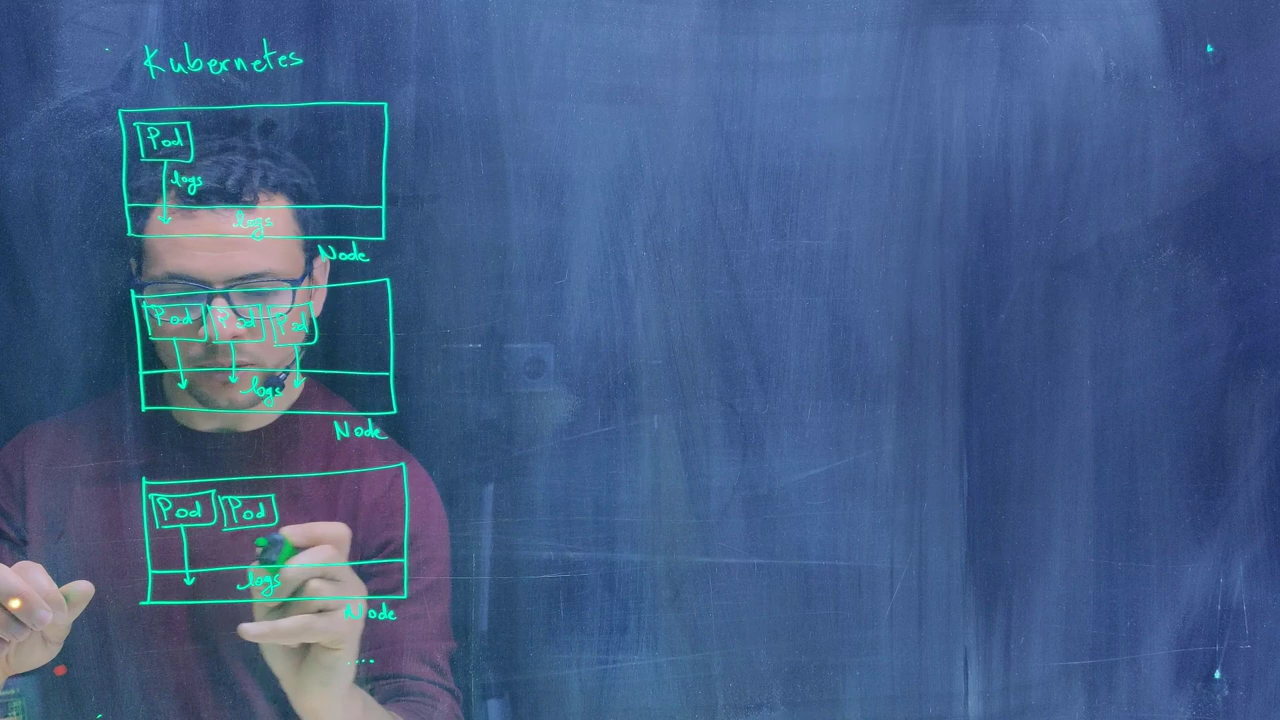 Kubernetes
Pod
logs
logs
Node
Pod Pod Pod
logs
Node
Pod Pod
logs
Node
....